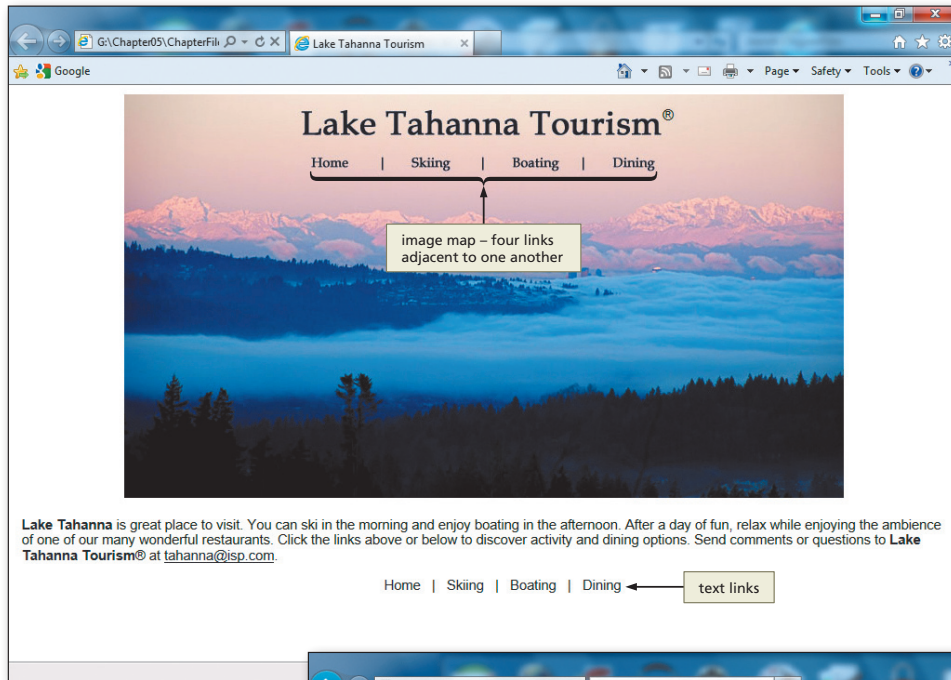 G:\Chapter05\ChapterFil
Lake Tahanna Tourism
Google
Page
Safety
Tools
Lake Tahanna Tourism®
Home | Skiing | Boating | Dining
image map – four links
adjacent to one another
Lake Tahanna is great place to visit. You can ski in the morning and enjoy boating in the afternoon. After a day of fun, relax while enjoying the ambience
of one of our many wonderful restaurants. Click the links above or below to discover activity and dining options. Send comments or questions to Lake
Tahanna Tourism® at tahanna@isp.com.
Home | Skiing | Boating | Dining
text links